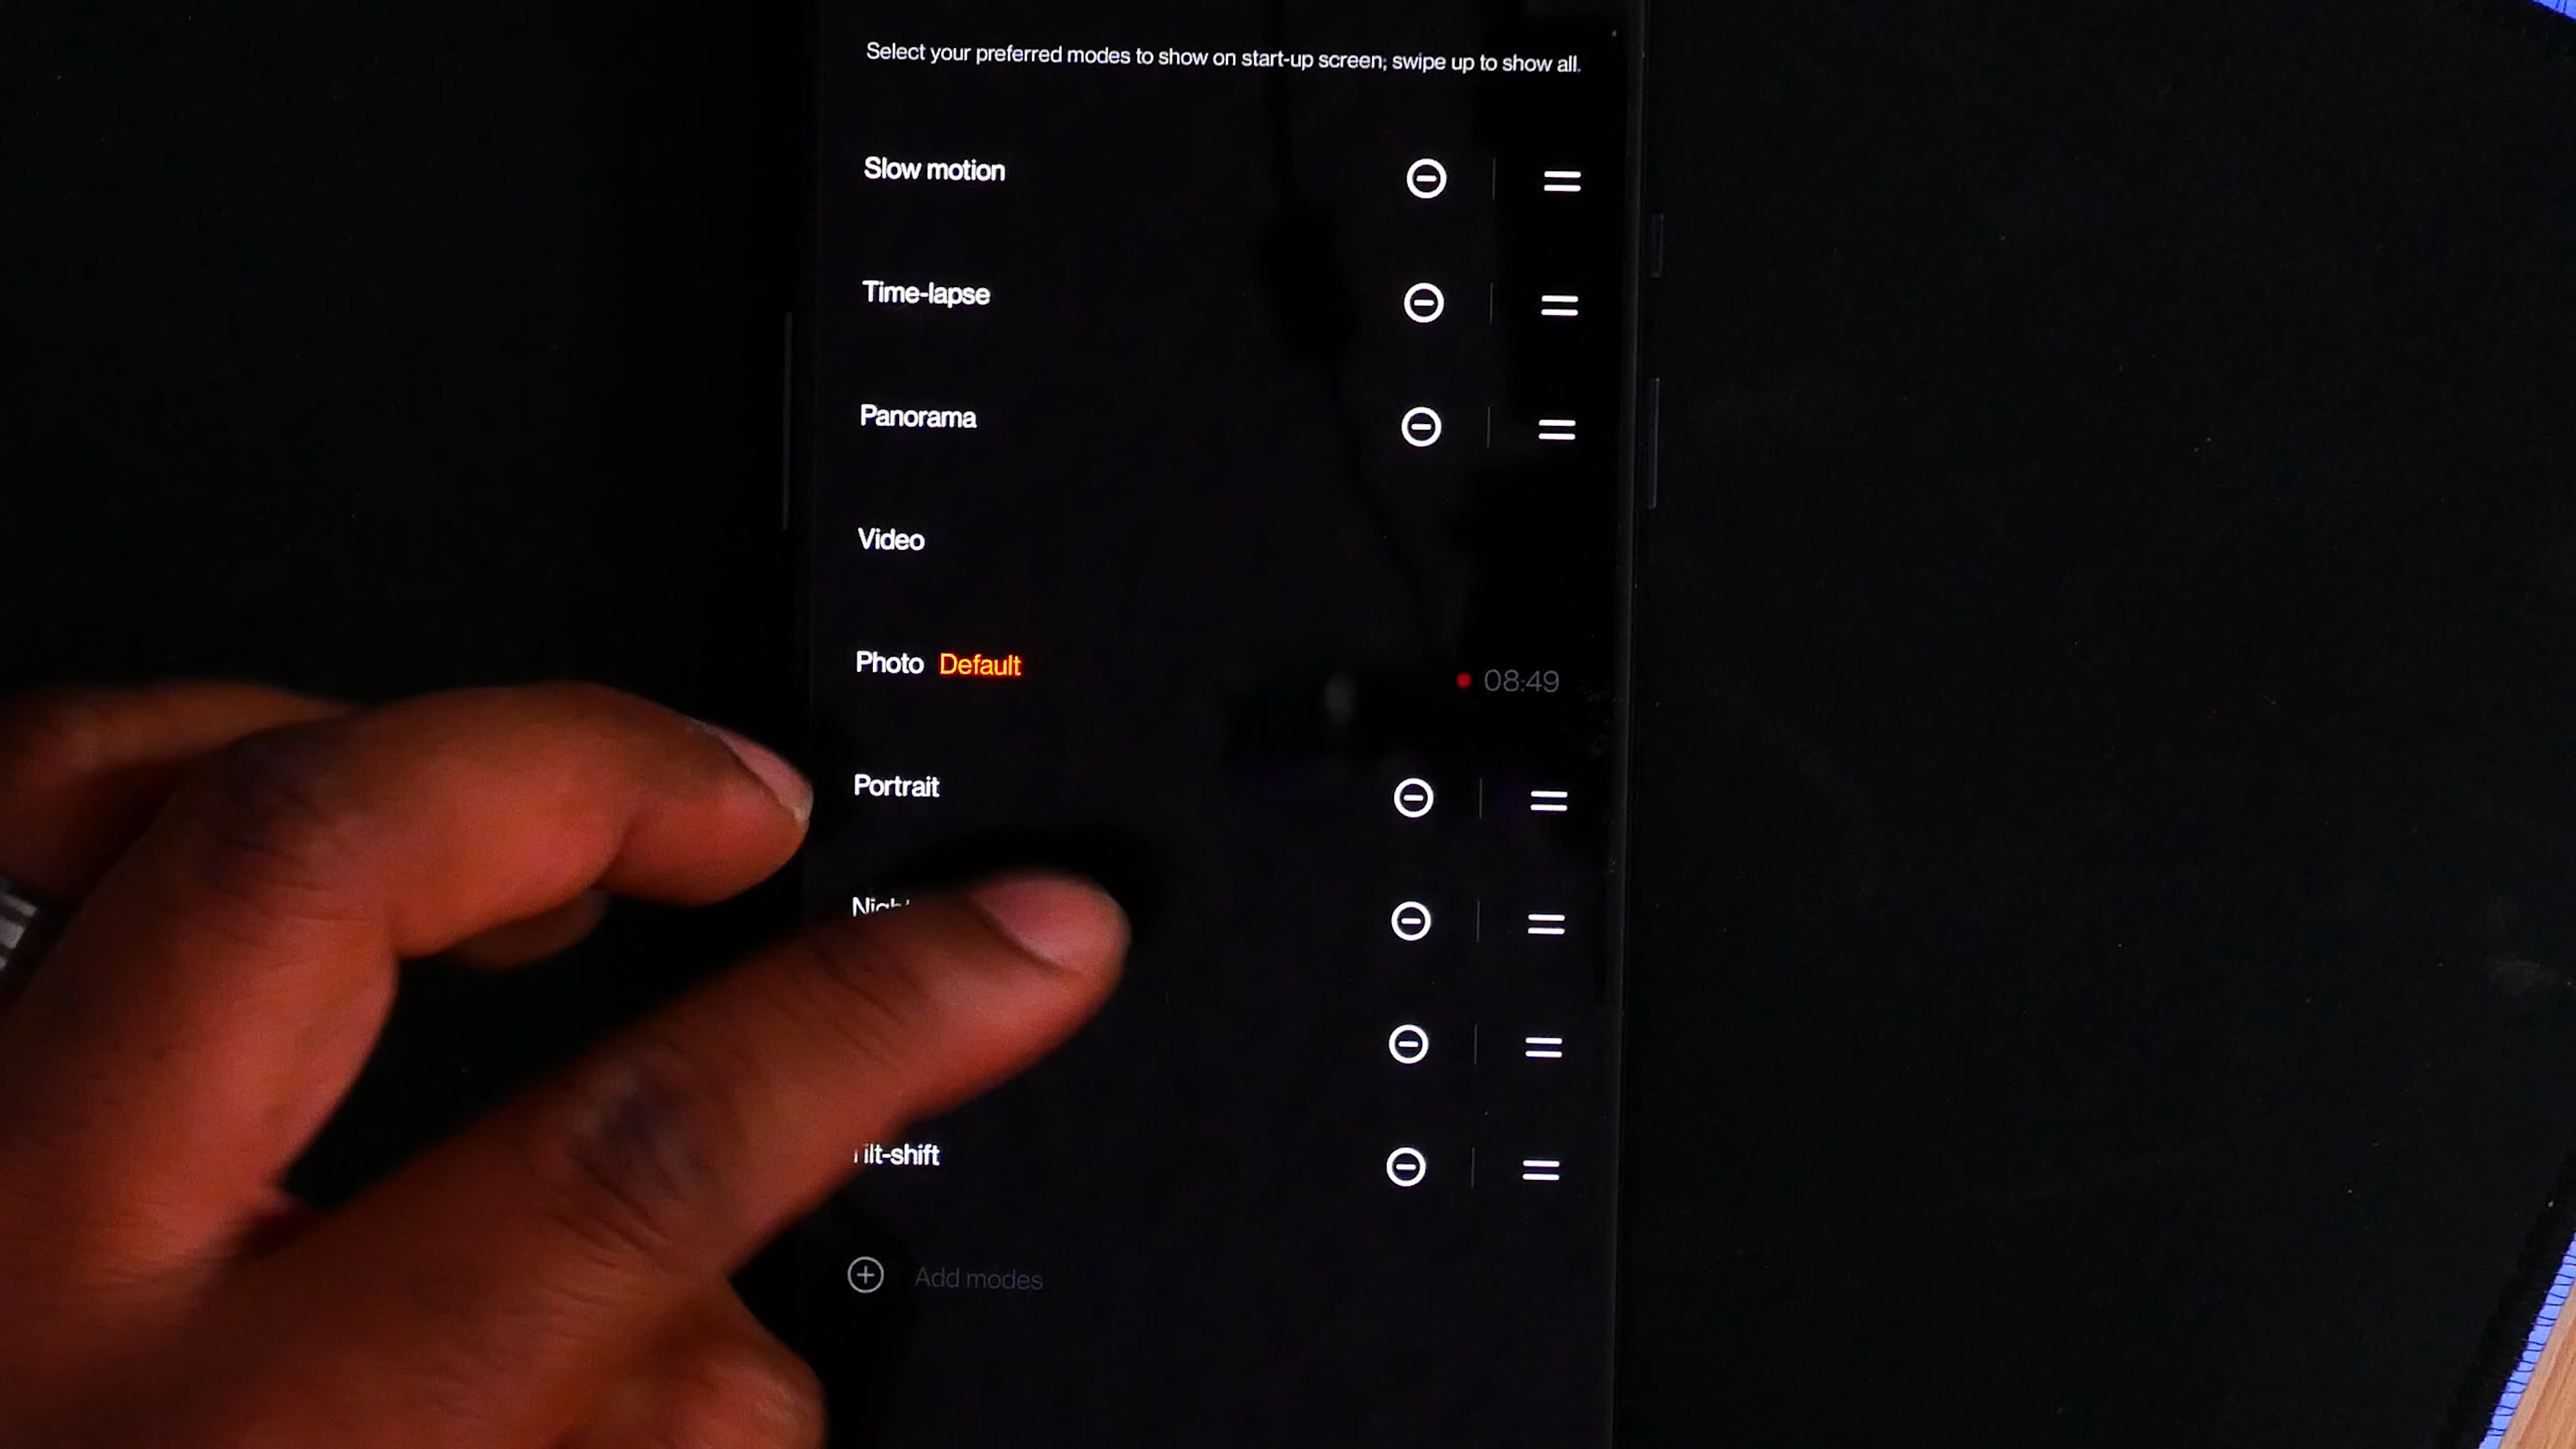 Select your preferred modes to show on start-up screen; swipe up to show all.
Slow motion
Time-lapse
Panorama
Video
Photo Default
08:49
Portrait
Add modes